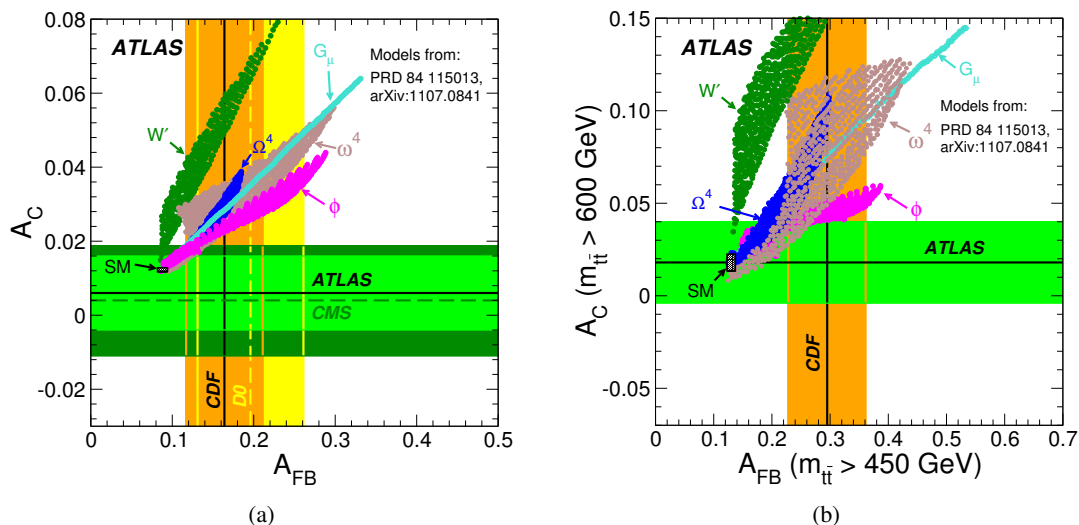 ATLAS
Models from:
PRD 84 115013,
arXiv:1107.0841
G_μ
W′
Ω^4
ω^4
ϕ
SM
ATLAS
CMS
CDF
D0
A_C
0.08
0.06
0.04
0.02
0
-0.02
0 0.1 0.2 0.3 0.4 0.5
A_FB
(a)
ATLAS
G_μ
W′
Models from:
PRD 84 115013,
arXiv:1107.0841
ω^4
Ω^4
ϕ
ATLAS
SM
CDF
A_C (m_tt̄ > 600 GeV)
0.15
0.10
0.05
0
-0.05
0 0.1 0.2 0.3 0.4 0.5 0.6 0.7
A_FB (m_tt̄ > 450 GeV)
(b)